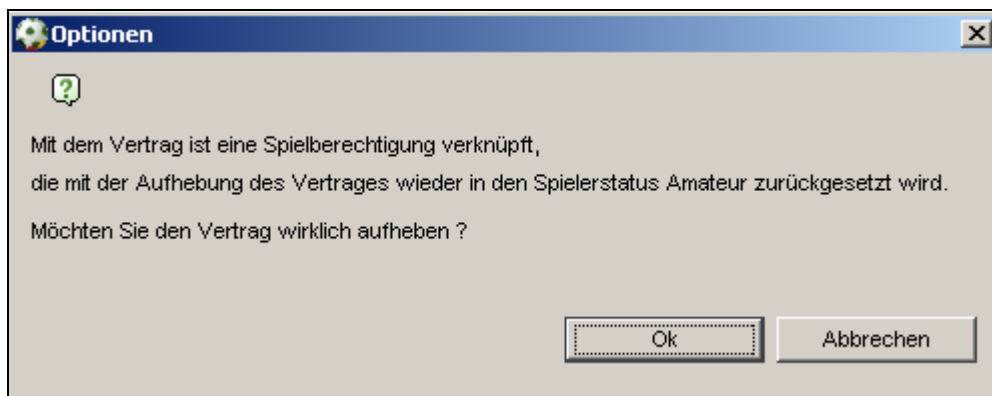 Optionen
Mit dem Vertrag ist eine Spielberechtigung verknüpft,
die mit der Aufhebung des Vertrages wieder in den Spielerstatus Amateur zurückgesetzt wird.
Möchten Sie den Vertrag wirklich aufheben ?
Ok
Abbrechen